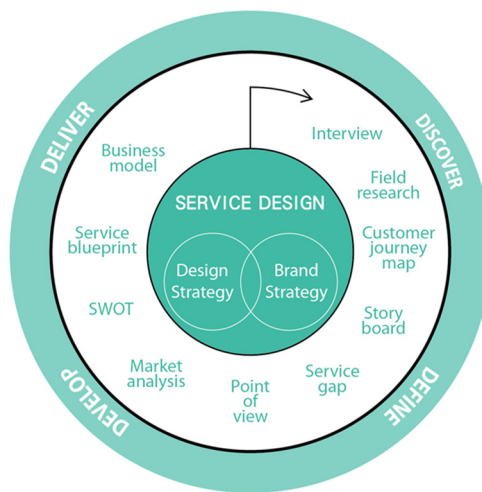 DISCOVER
DEFINE
DEVELOP
DELIVER
Interview
Field
research
Customer
journey
map
Story
board
Service
gap
Point
of
view
Market
analysis
SWOT
Service
blueprint
Business
model
SERVICE DESIGN
Design
Strategy
Brand
Strategy